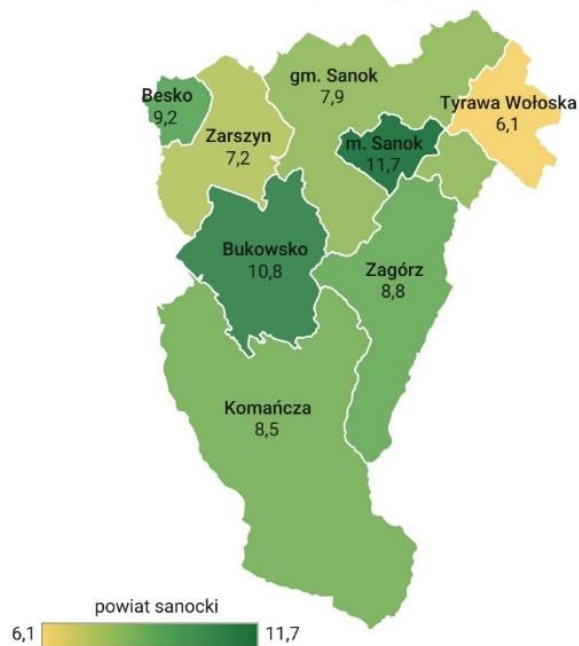 gm. Sanok
7,9
Besko
9,2
Tyrawa Wołoska
6,1
Zarszyn
7,2
m. Sanok
11,7
Bukowsko
10,8
Zagórz
8,8
Komańcza
8,5
powiat sanocki
6,1 11,7